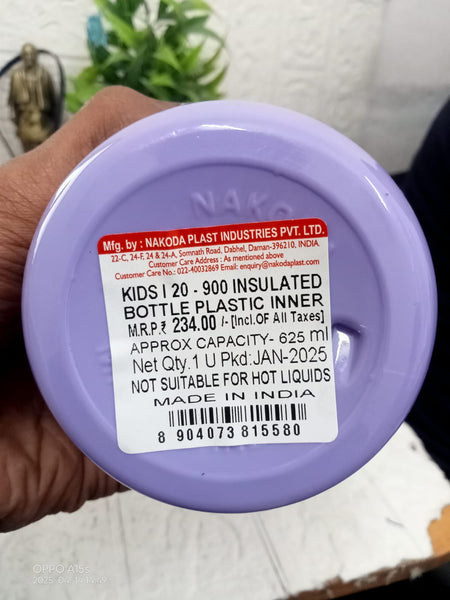 NAKO
Mfg. by : NAKODA PLAST INDUSTRIES PVT. LTD.
22-C, 24-F, 24 & 24-A, Somnath Road, Dabhel, Daman-396210, INDIA
Customer Care Address : As mentioned above
Customer Care No.: 022-40032869 Email: enquiry@nakodaplast.com
KIDS I 20 - 900 INSULATED
BOTTLE PLASTIC INNER
M.R.P.₹ 234.00 /- [Incl.OF All Taxes]
APPROX CAPACITY- 625 ml
Net Qty.1 U Pkd:JAN-2025
NOT SUITABLE FOR HOT LIQUIDS
MADE IN INDIA
8 904073 815580
OPPO A15s